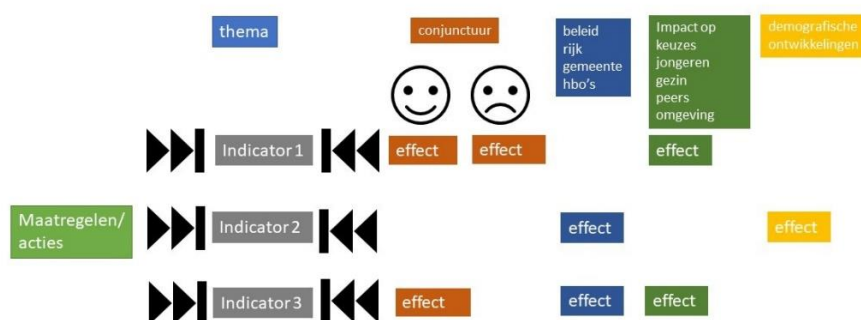 thema
conjunctuur
beleid
rijk
gemeente
hbo's
Impact op
keuzes
jongeren
gezin
peers
omgeving
demografische
ontwikkelingen
Indicator 1
effect
effect
effect
Maatregelen/
acties
Indicator 2
effect
effect
Indicator 3
effect
effect
effect